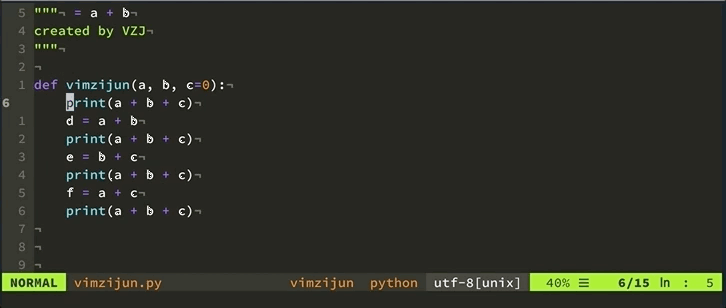 5 """¬ = a + b¬
4 created by VZJ¬
3 """¬
2 ¬
1 def vimzijun(a, b, c=0):¬
6 print(a + b + c)¬
1 d = a + b¬
2 print(a + b + c)¬
3 e = b + c¬
4 print(a + b + c)¬
5 f = a + c¬
6 print(a + b + c)¬
7 ¬
8 ¬
9 ¬
NORMAL vimzijun.py vimzijun python utf-8[unix] 40% ☰ 6/15 ln : 5